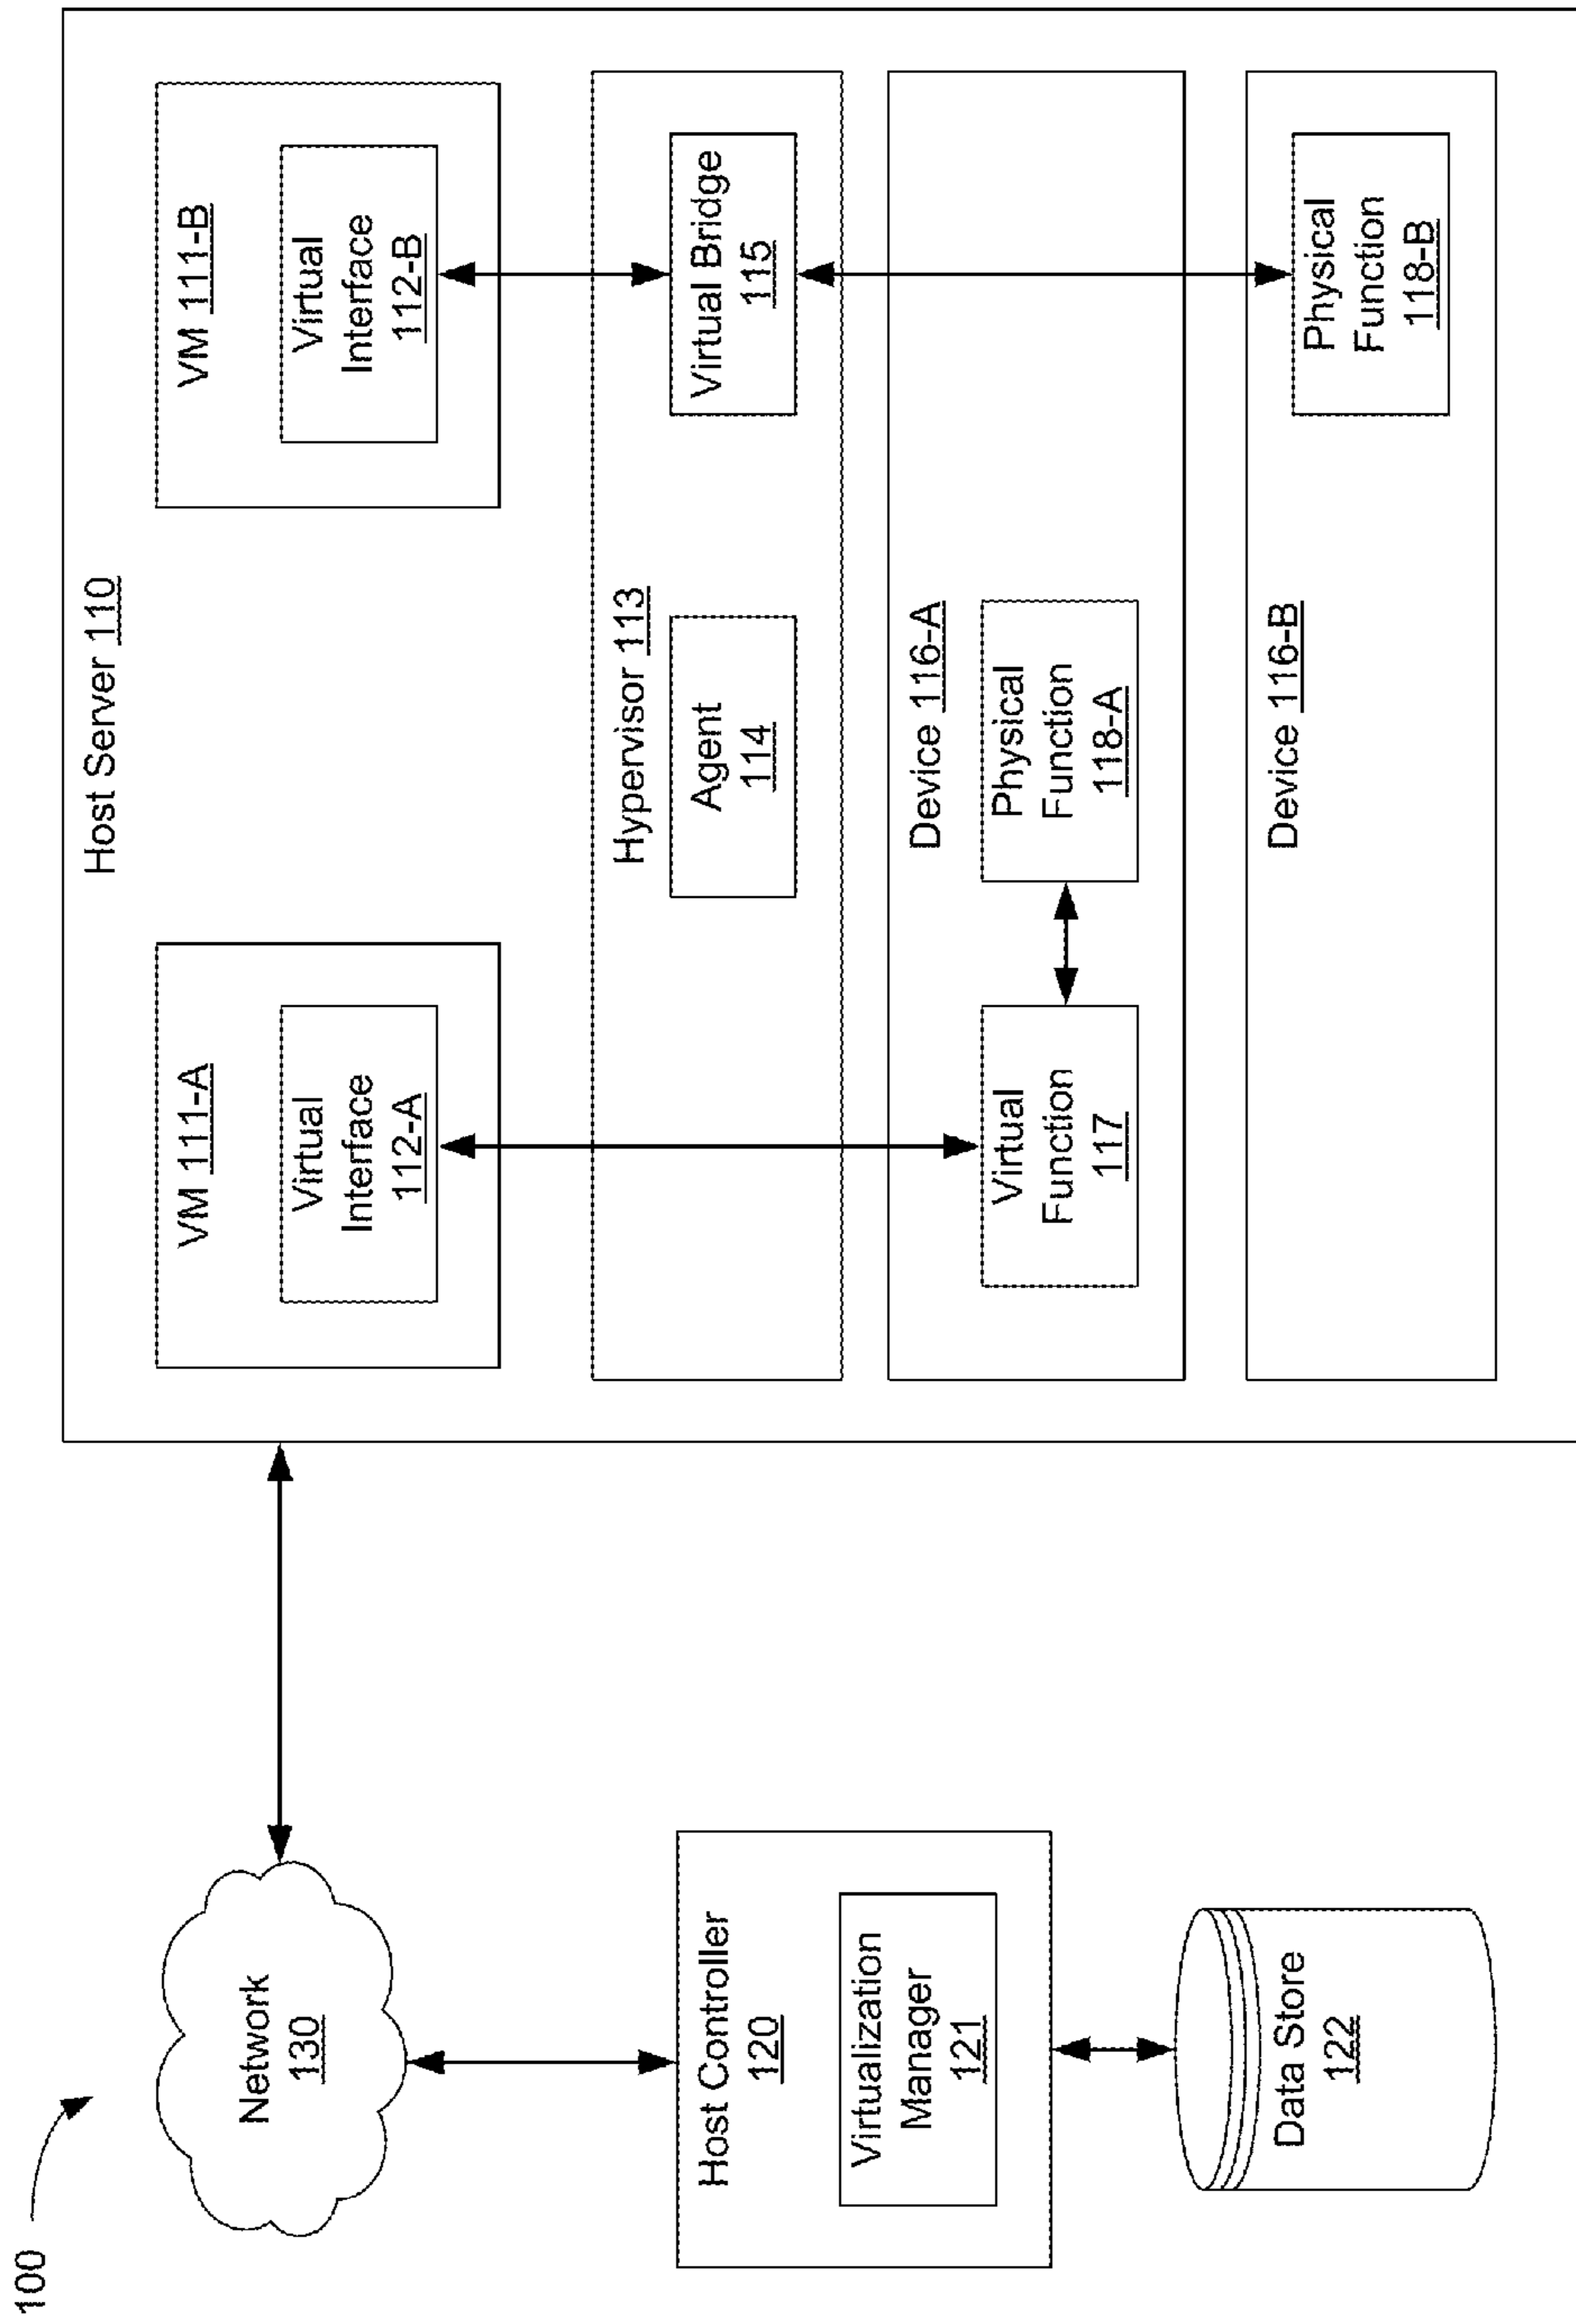 100
Network
130
Host Controller
120
Virtualization
Manager
121
Data Store
122
Host Server 110
VM 111-A
Virtual
Interface
112-A
VM 111-B
Virtual
Interface
112-B
Hypervisor 113
Agent
114
Virtual Bridge
115
Device 116-A
Virtual
Function
117
Physical
Function
118-A
Device 116-B
Physical
Function
118-B